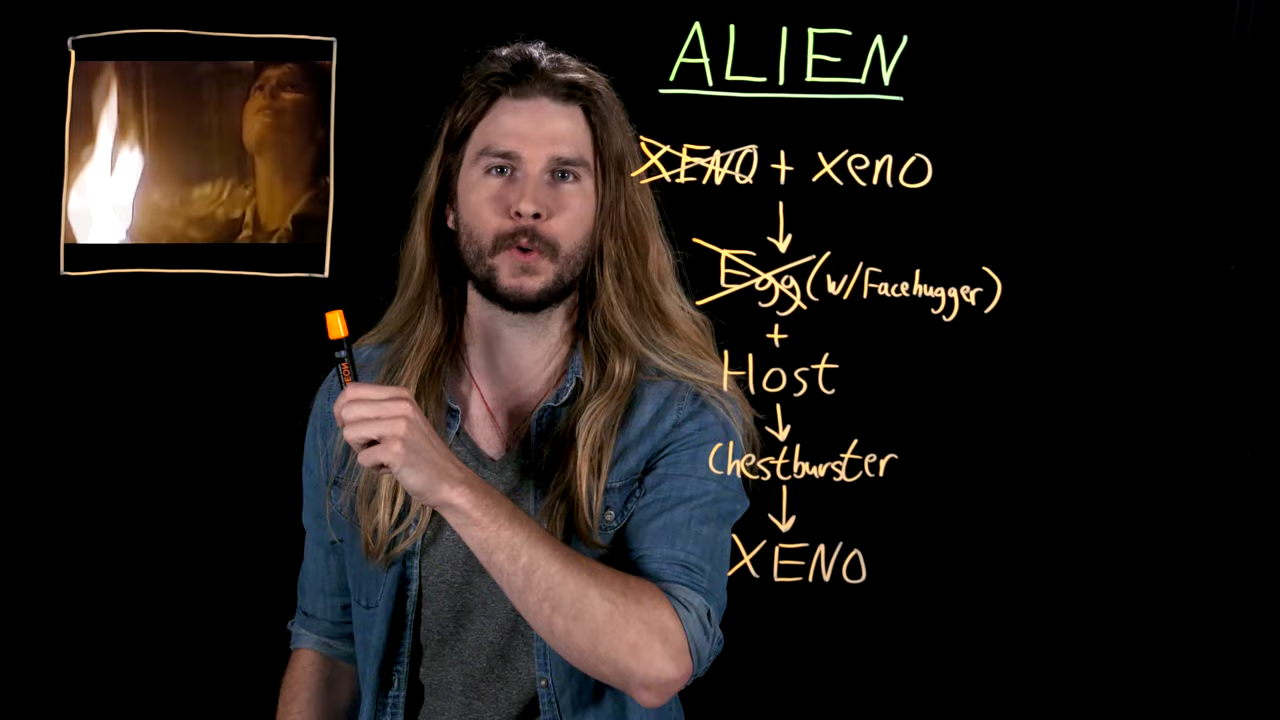 ALIEN
XENO + xeno
Egg (w/Facehugger)
+
Host
Chestburster
XENO